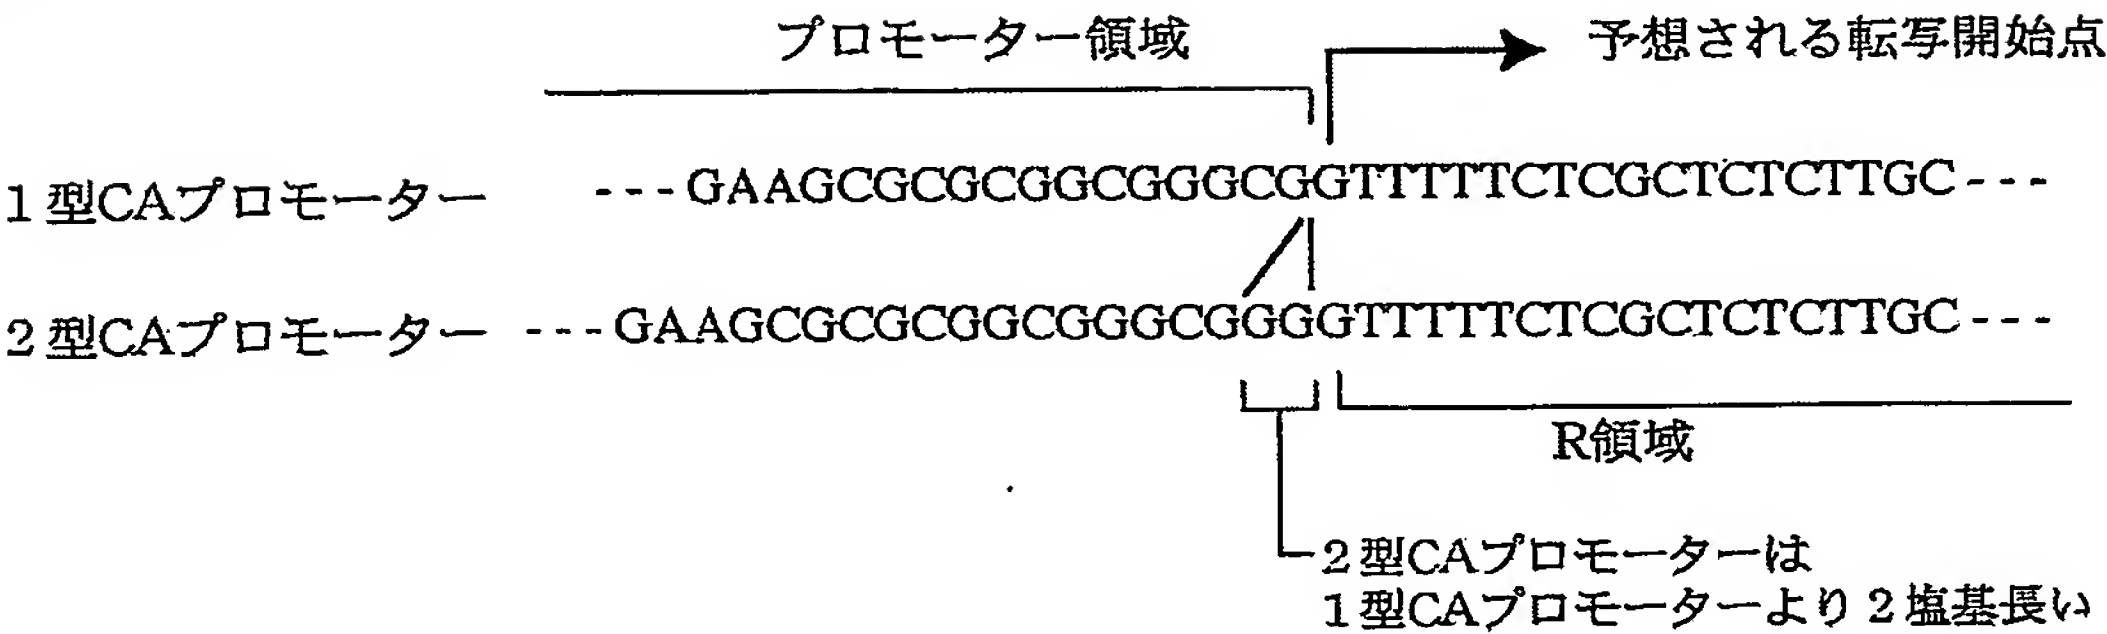 プロモーター領域
予想される転写開始点
1型CAプロモーター ---GAAGCGCGCGGCGGGCGGTTTTTCTCGCTCTCTTGC---
2型CAプロモーター ---GAAGCGCGCGGCGGGCGGGGTTTTTCTCGCTCTCTTGC---
R領域
2型CAプロモーターは
1型CAプロモーターより2塩基長い